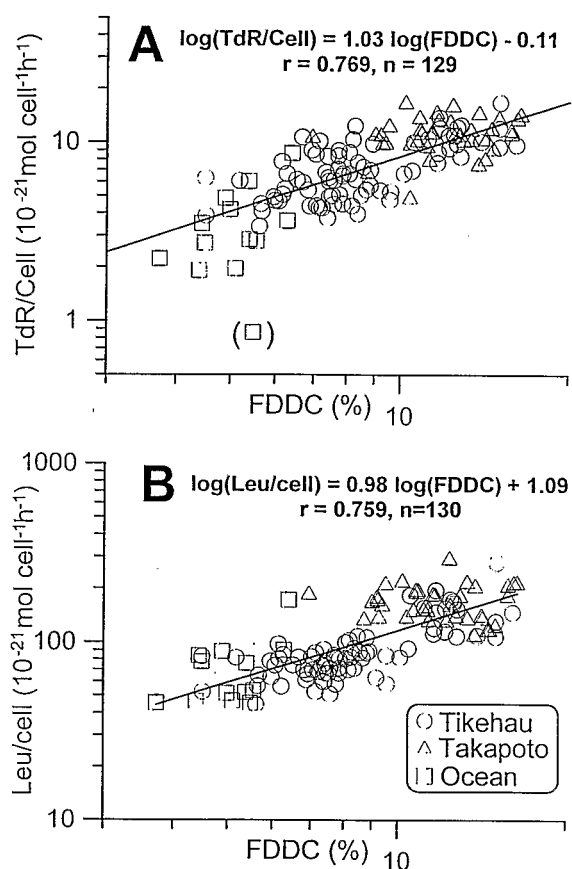 A
log(TdR/Cell) = 1.03 log(FDDC) - 0.11
r = 0.769, n = 129
TdR/Cell (10⁻²¹mol cell⁻¹h⁻¹)
10
1
( )
FDDC (%)
10
B
log(Leu/cell) = 0.98 log(FDDC) + 1.09
r = 0.759, n=130
Leu/cell (10⁻²¹mol cell⁻¹h⁻¹)
1000
100
10
Tikehau
Takapoto
Ocean
FDDC (%)
10